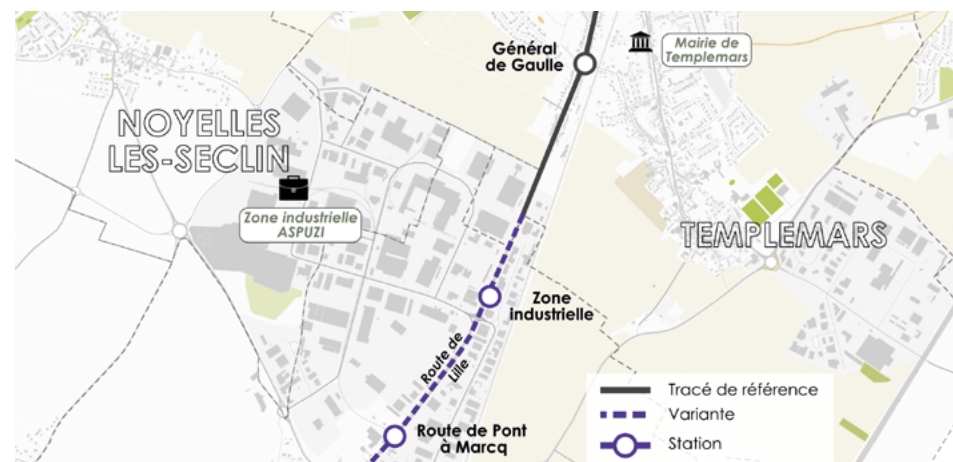 Général
de Gaulle
Mairie de
Templemars
NOYELLES
LES-SECLIN
Zone industrielle
ASPUZI
TEMPLEMARS
Zone
industrielle
Route de
Lille
Route de Pont
à Marcq
Tracé de référence
Variante
Station